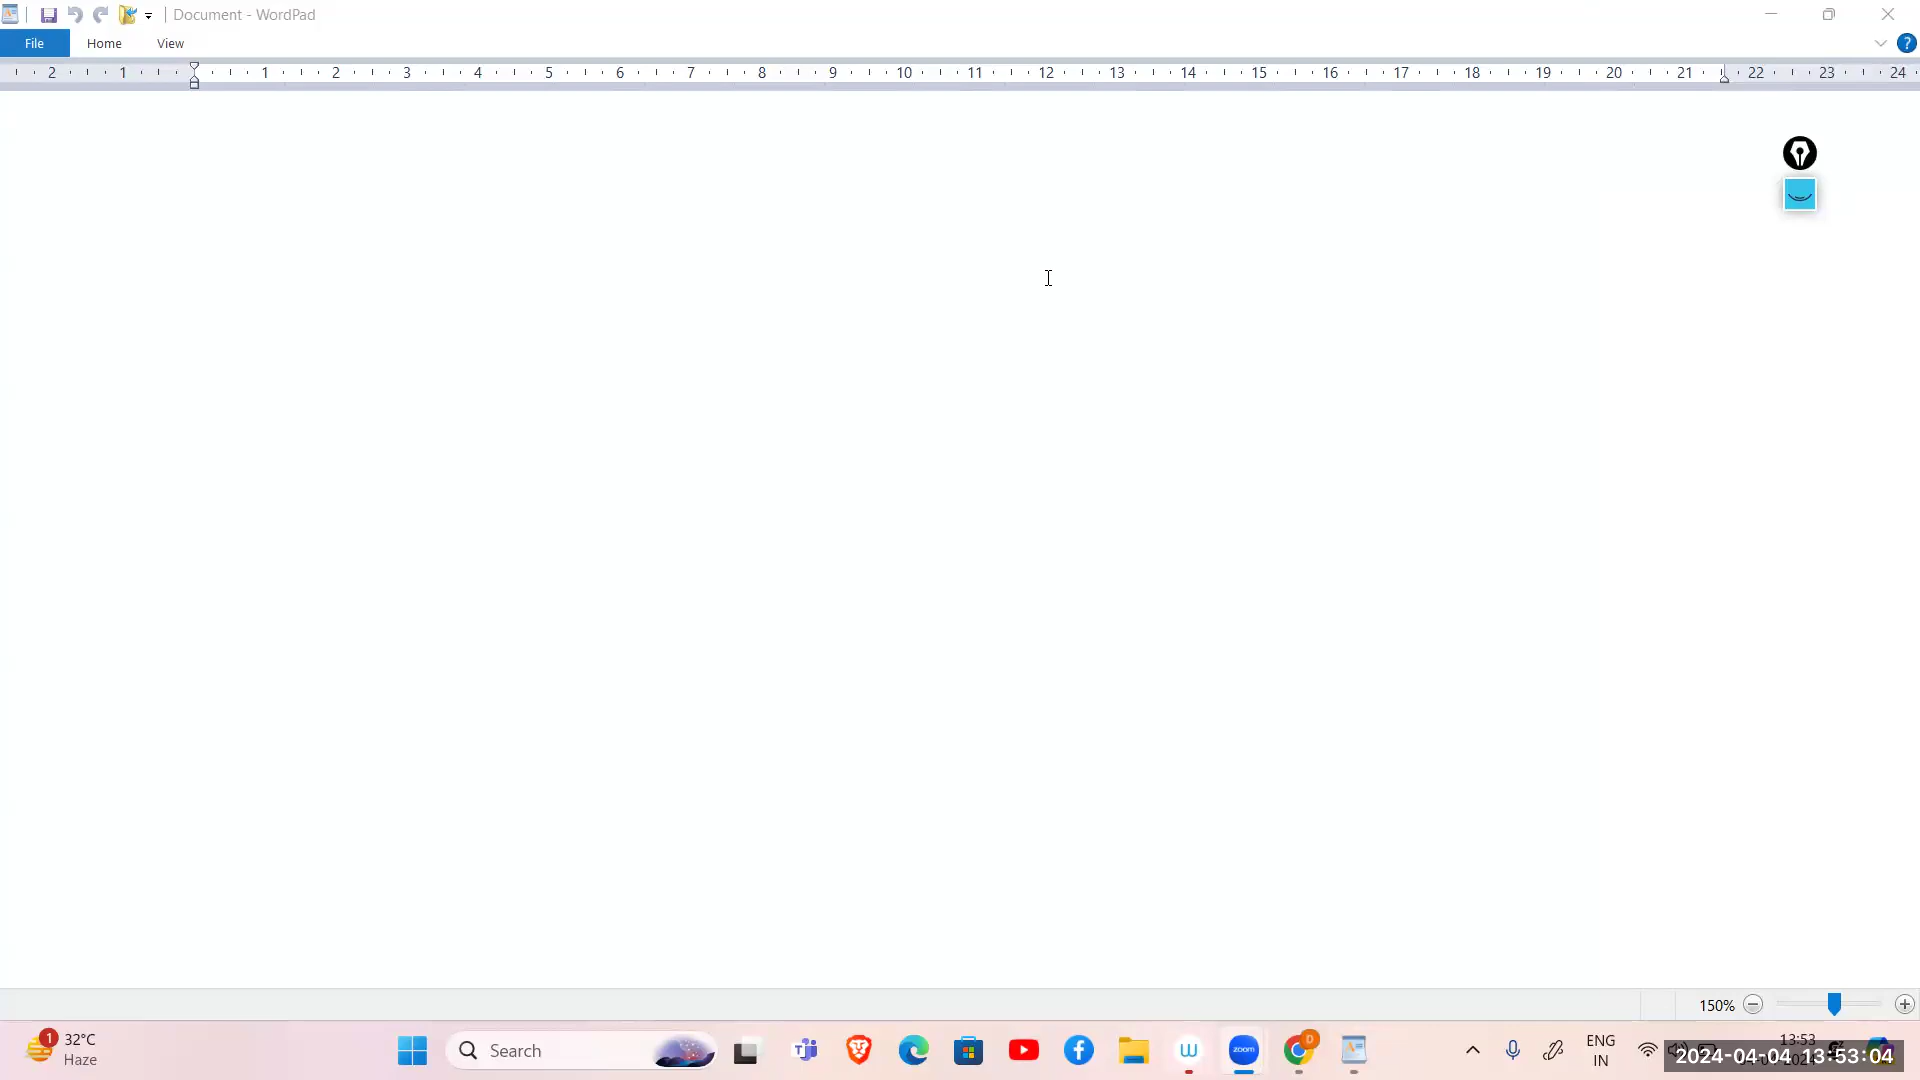 Document - WordPad
File Home View
2 1 1 2 3 4 5 6 7 8 9 10 11 12 13 14 15 16 17 18 19 20 21 22 23 24
150%
1 32°C
Haze
Search
zoom
D
ENG
IN
13:53
2024-04-04 13:53:04